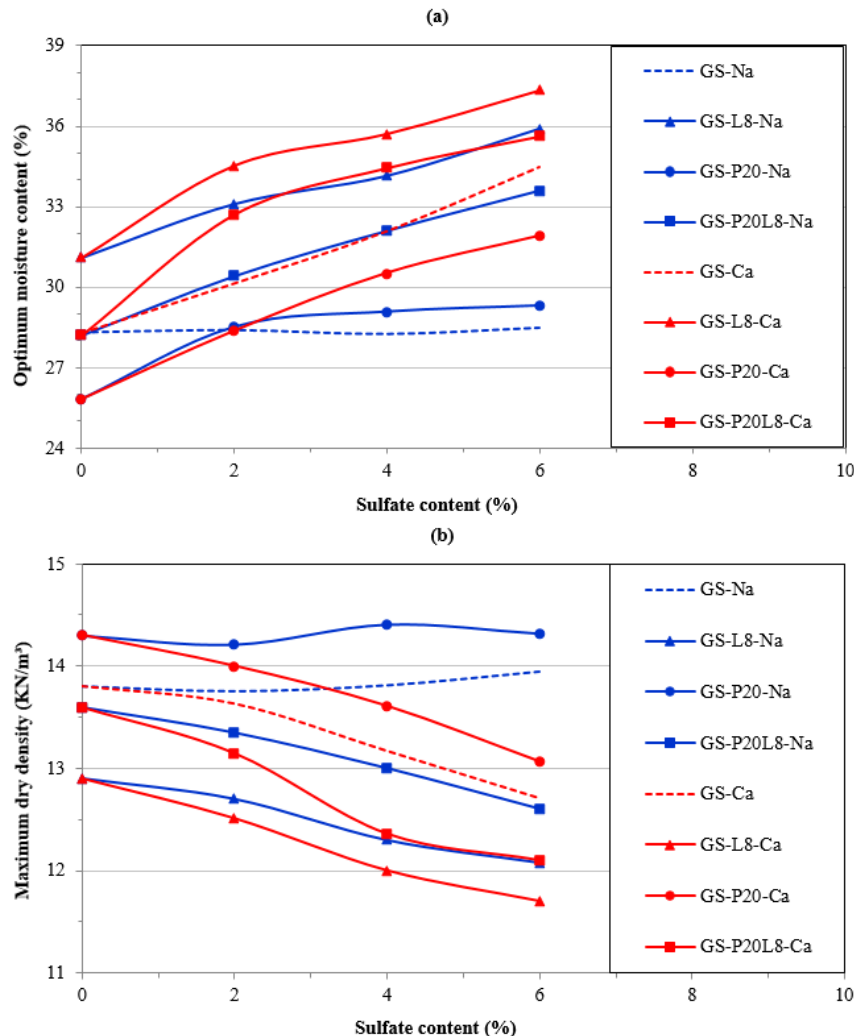 (a)
Optimum moisture content (%)
39
36
33
30
27
24
0
2
4
6
8
10
Sulfate content (%)
GS-Na
GS-L8-Na
GS-P20-Na
GS-P20L8-Na
GS-Ca
GS-L8-Ca
GS-P20-Ca
GS-P20L8-Ca
(b)
Maximum dry density (KN/m³)
15
14
13
12
11
0
2
4
6
8
10
Sulfate content (%)
GS-Na
GS-L8-Na
GS-P20-Na
GS-P20L8-Na
GS-Ca
GS-L8-Ca
GS-P20-Ca
GS-P20L8-Ca